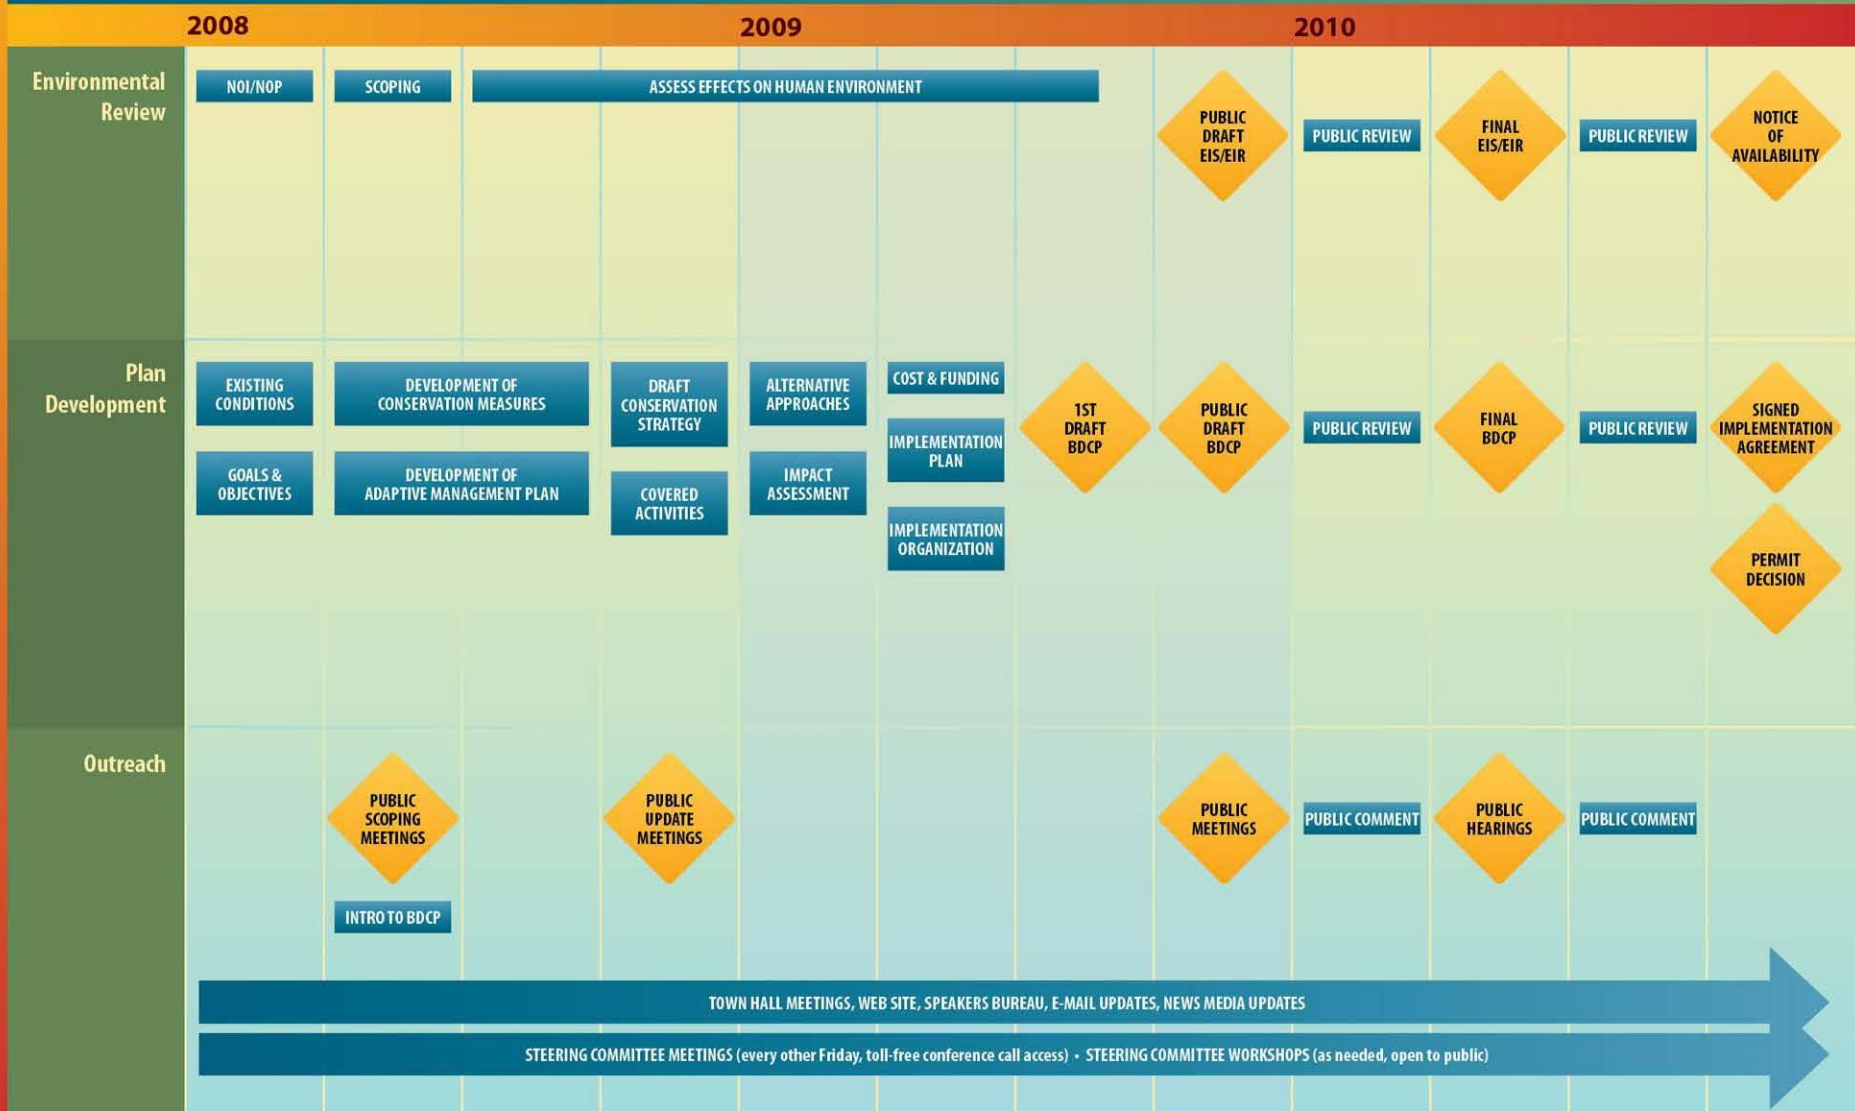 2008
2009
2010
Environmental
Review
NOI/NOP
SCOPING
ASSESS EFFECTS ON HUMAN ENVIRONMENT
PUBLIC
DRAFT
EIS/EIR
PUBLIC REVIEW
FINAL
EIS/EIR
PUBLIC REVIEW
NOTICE
OF
AVAILABILITY
Plan
Development
EXISTING
CONDITIONS
GOALS &
OBJECTIVES
DEVELOPMENT OF
CONSERVATION MEASURES
DEVELOPMENT OF
ADAPTIVE MANAGEMENT PLAN
DRAFT
CONSERVATION
STRATEGY
COVERED
ACTIVITIES
ALTERNATIVE
APPROACHES
IMPACT
ASSESSMENT
COST & FUNDING
IMPLEMENTATION
PLAN
IMPLEMENTATION
ORGANIZATION
1ST
DRAFT
BDCP
PUBLIC
DRAFT
BDCP
PUBLIC REVIEW
FINAL
BDCP
PUBLIC REVIEW
SIGNED
IMPLEMENTATION
AGREEMENT
PERMIT
DECISION
Outreach
PUBLIC
SCOPING
MEETINGS
INTRO TO BDCP
PUBLIC
UPDATE
MEETINGS
PUBLIC
MEETINGS
PUBLIC COMMENT
PUBLIC
HEARINGS
PUBLIC COMMENT
TOWN HALL MEETINGS, WEB SITE, SPEAKERS BUREAU, E-MAIL UPDATES, NEWS MEDIA UPDATES
STEERING COMMITTEE MEETINGS (every other Friday, toll-free conference call access) • STEERING COMMITTEE WORKSHOPS (as needed, open to public)